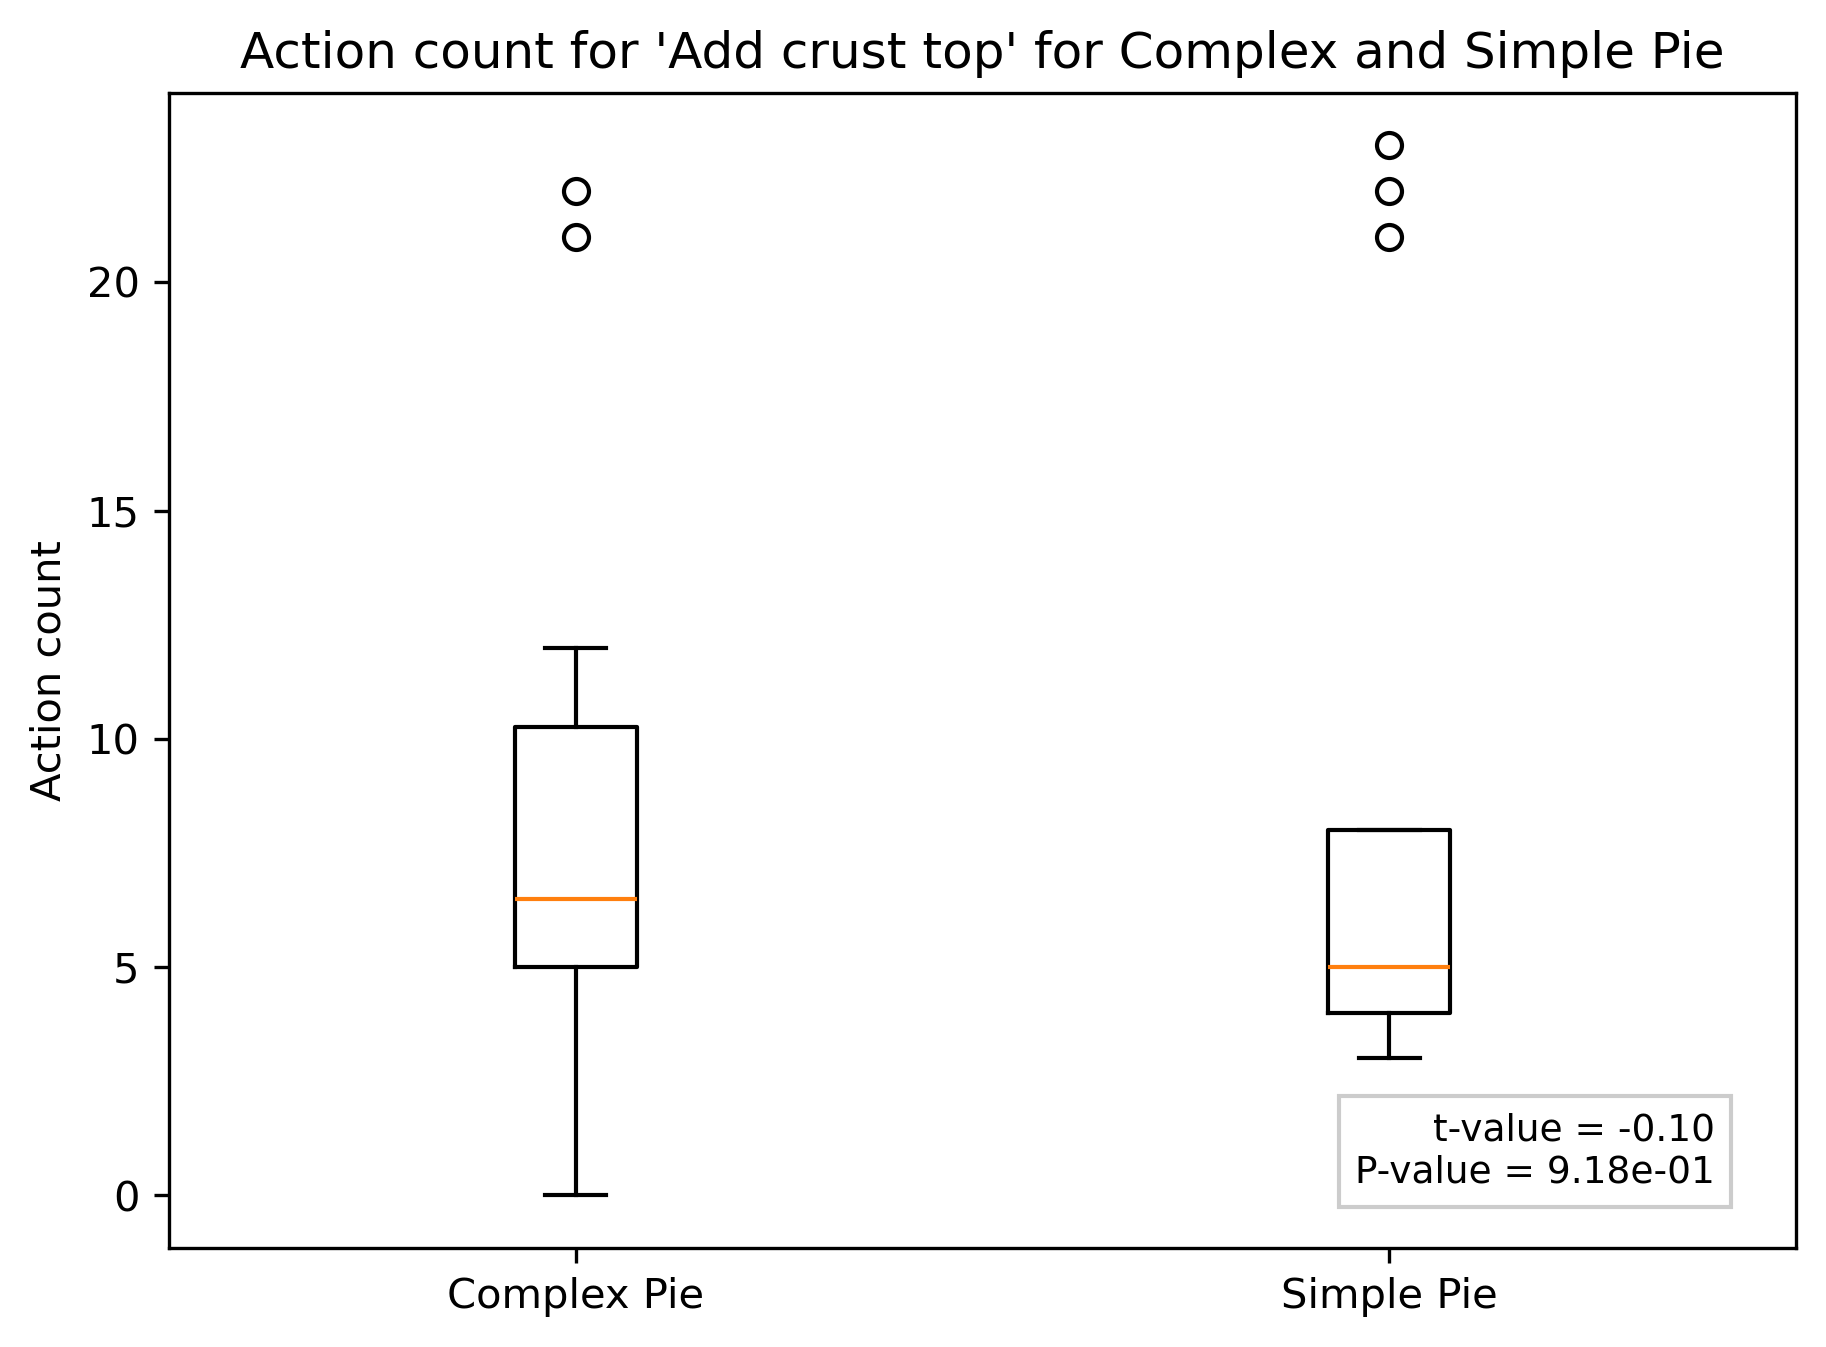 Action count for 'Add crust top' for Complex and Simple Pie
Action count
20
15
10
5
0
t-value = -0.10
P-value = 9.18e-01
Complex Pie
Simple Pie